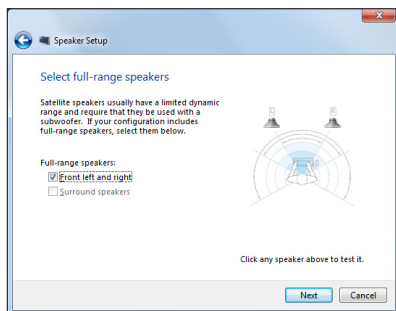 Speaker Setup
Select full-range speakers
Satellite speakers usually have a limited dynamic
range and require that they be used with a
subwoofer. If your configuration includes
full-range speakers, select them below.
L R
Full-range speakers:
Front left and right
Surround speakers
Click any speaker above to test it.
Next Cancel